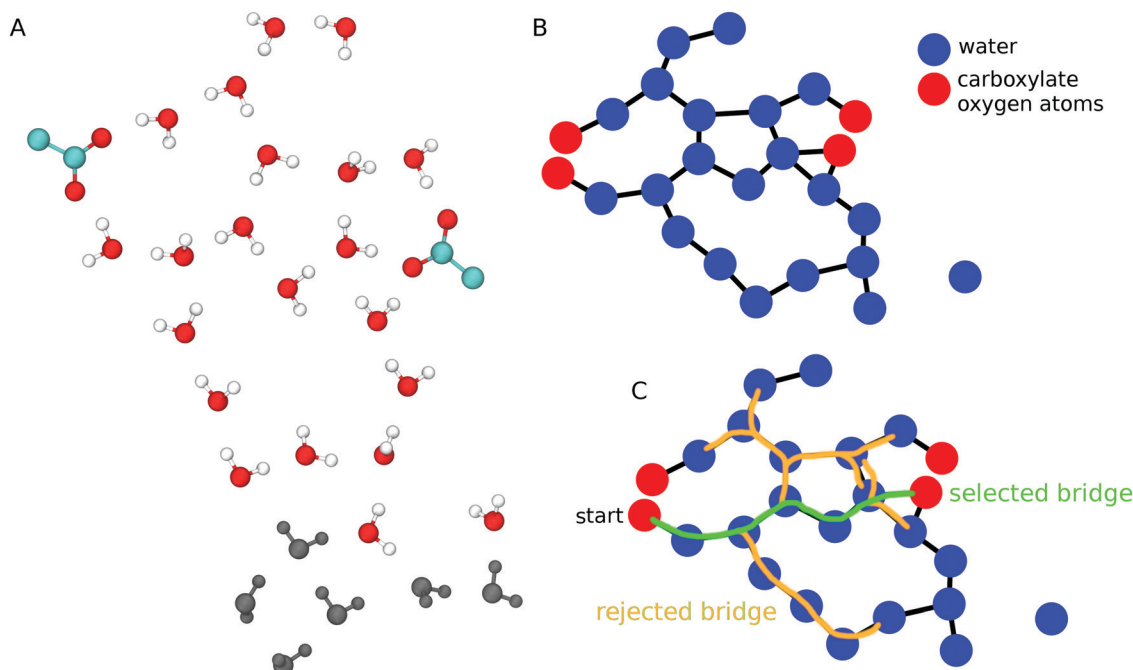 A
B
water
carboxylate
oxygen atoms
C
selected bridge
start
rejected bridge